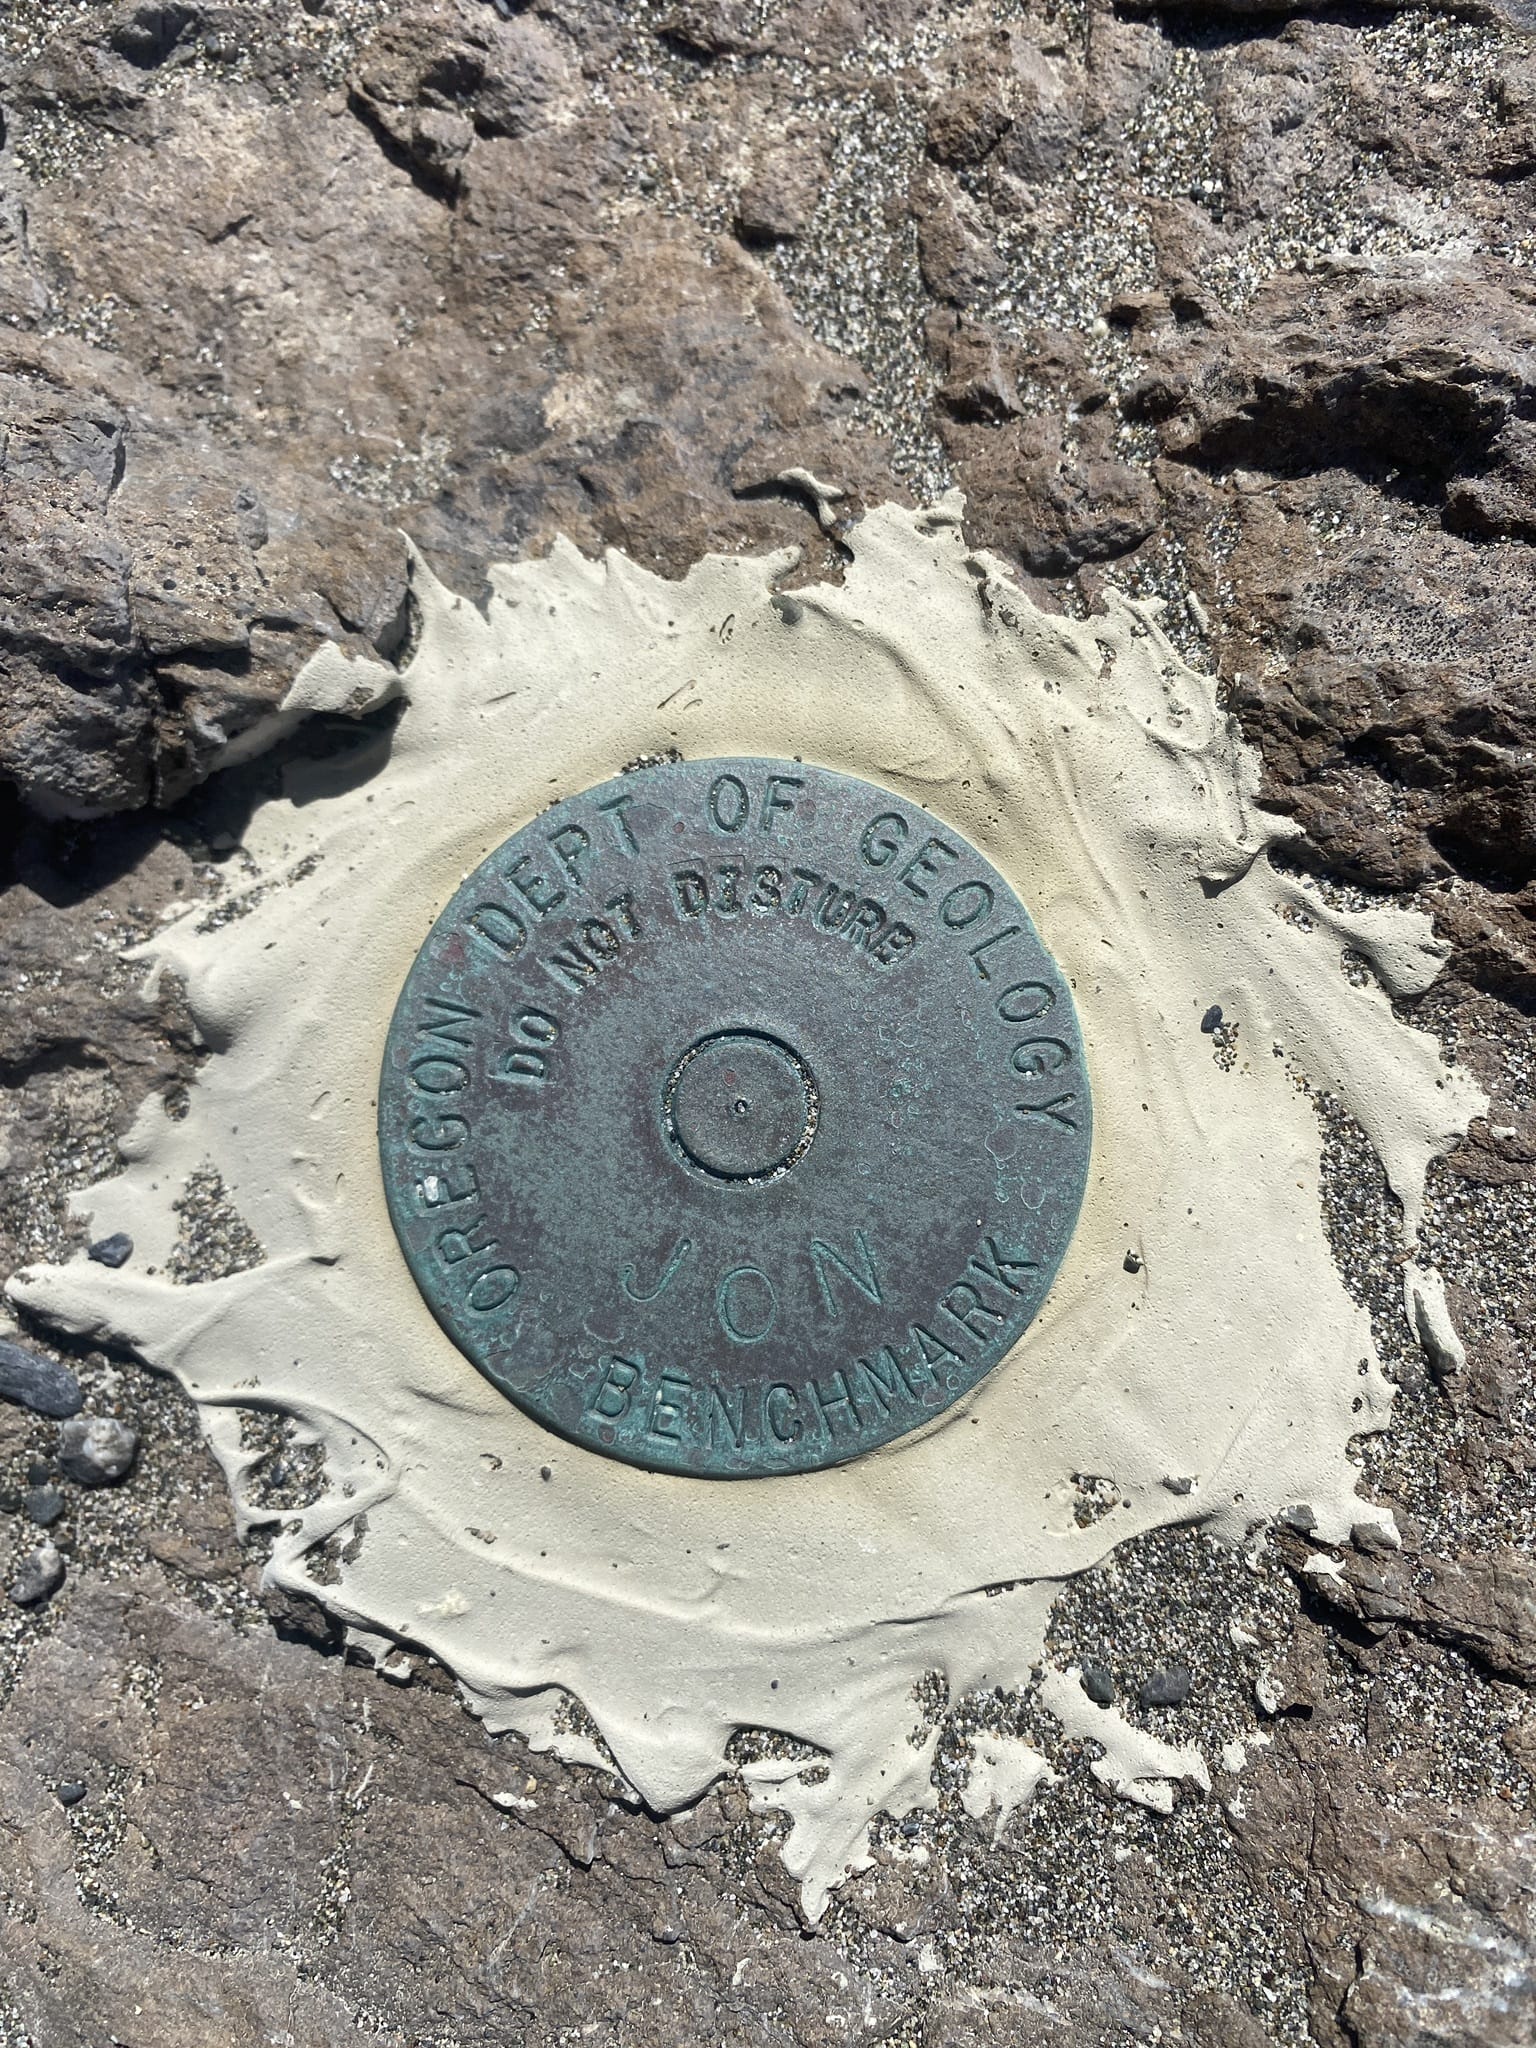 OREGON DEPT OF GEOLOGY
DO NOT DISTURB
JON
BENCHMARK